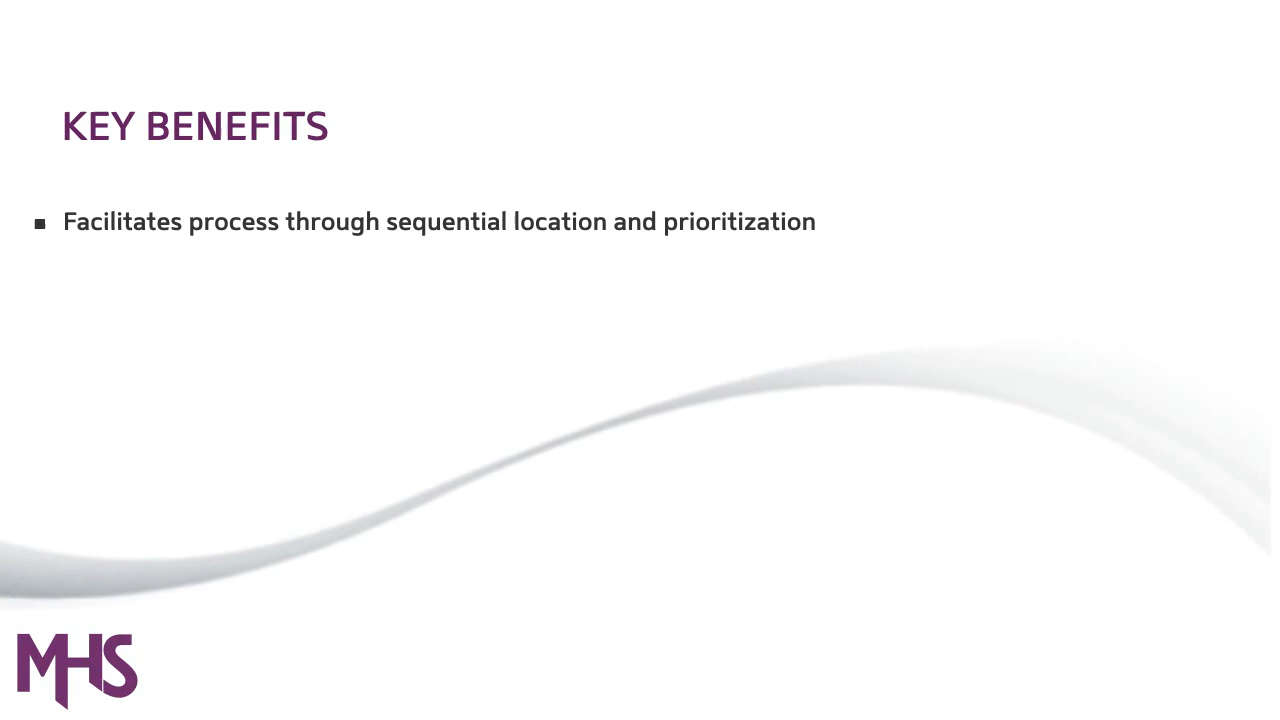 KEY BENEFITS
▪ Facilitates process through sequential location and prioritization
MHS